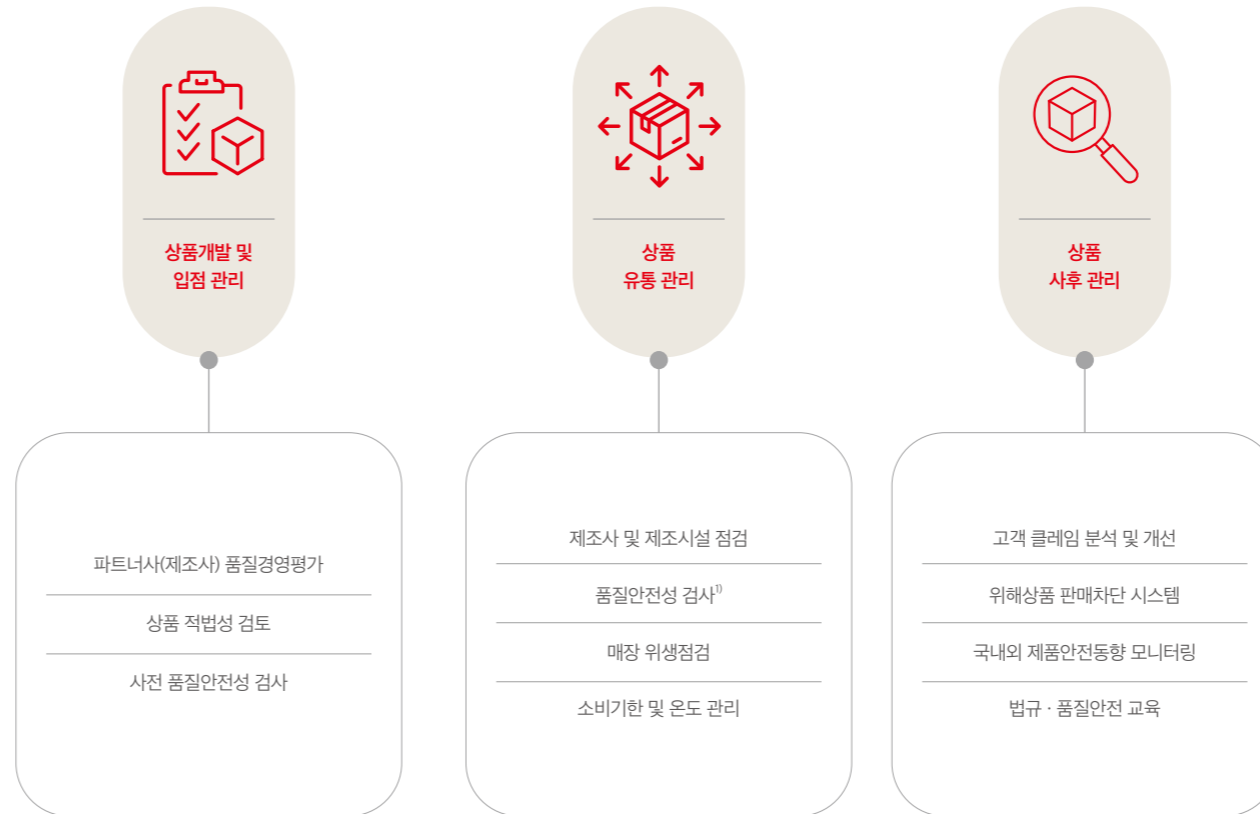 상품개발 및
입점 관리
파트너사(제조사) 품질경영평가
상품 적법성 검토
사전 품질안전성 검사
상품
유통 관리
제조사 및 제조시설 점검
품질안전성 검사1)
매장 위생점검
소비기한 및 온도 관리
상품
사후 관리
고객 클레임 분석 및 개선
위해상품 판매차단 시스템
국내외 제품안전동향 모니터링
법규 · 품질안전 교육